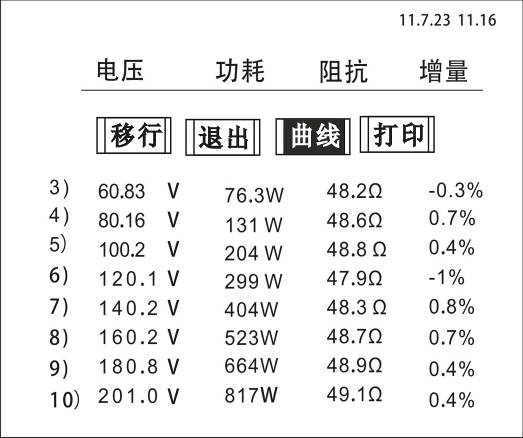 11.7.23 11.16
电压 功耗 阻抗 增量
移行 退出 曲线 打印
3) 60.83 V 76.3W 48.2Ω -0.3%
4) 80.16 V 131 W 48.6Ω 0.7%
5) 100.2 V 204 W 48.8 Ω 0.4%
6) 120.1 V 299 W 47.9Ω -1%
7) 140.2 V 404W 48.3 Ω 0.8%
8) 160.2 V 523W 48.7Ω 0.7%
9) 180.8 V 664W 48.9Ω 0.4%
10) 201.0 V 817W 49.1Ω 0.4%